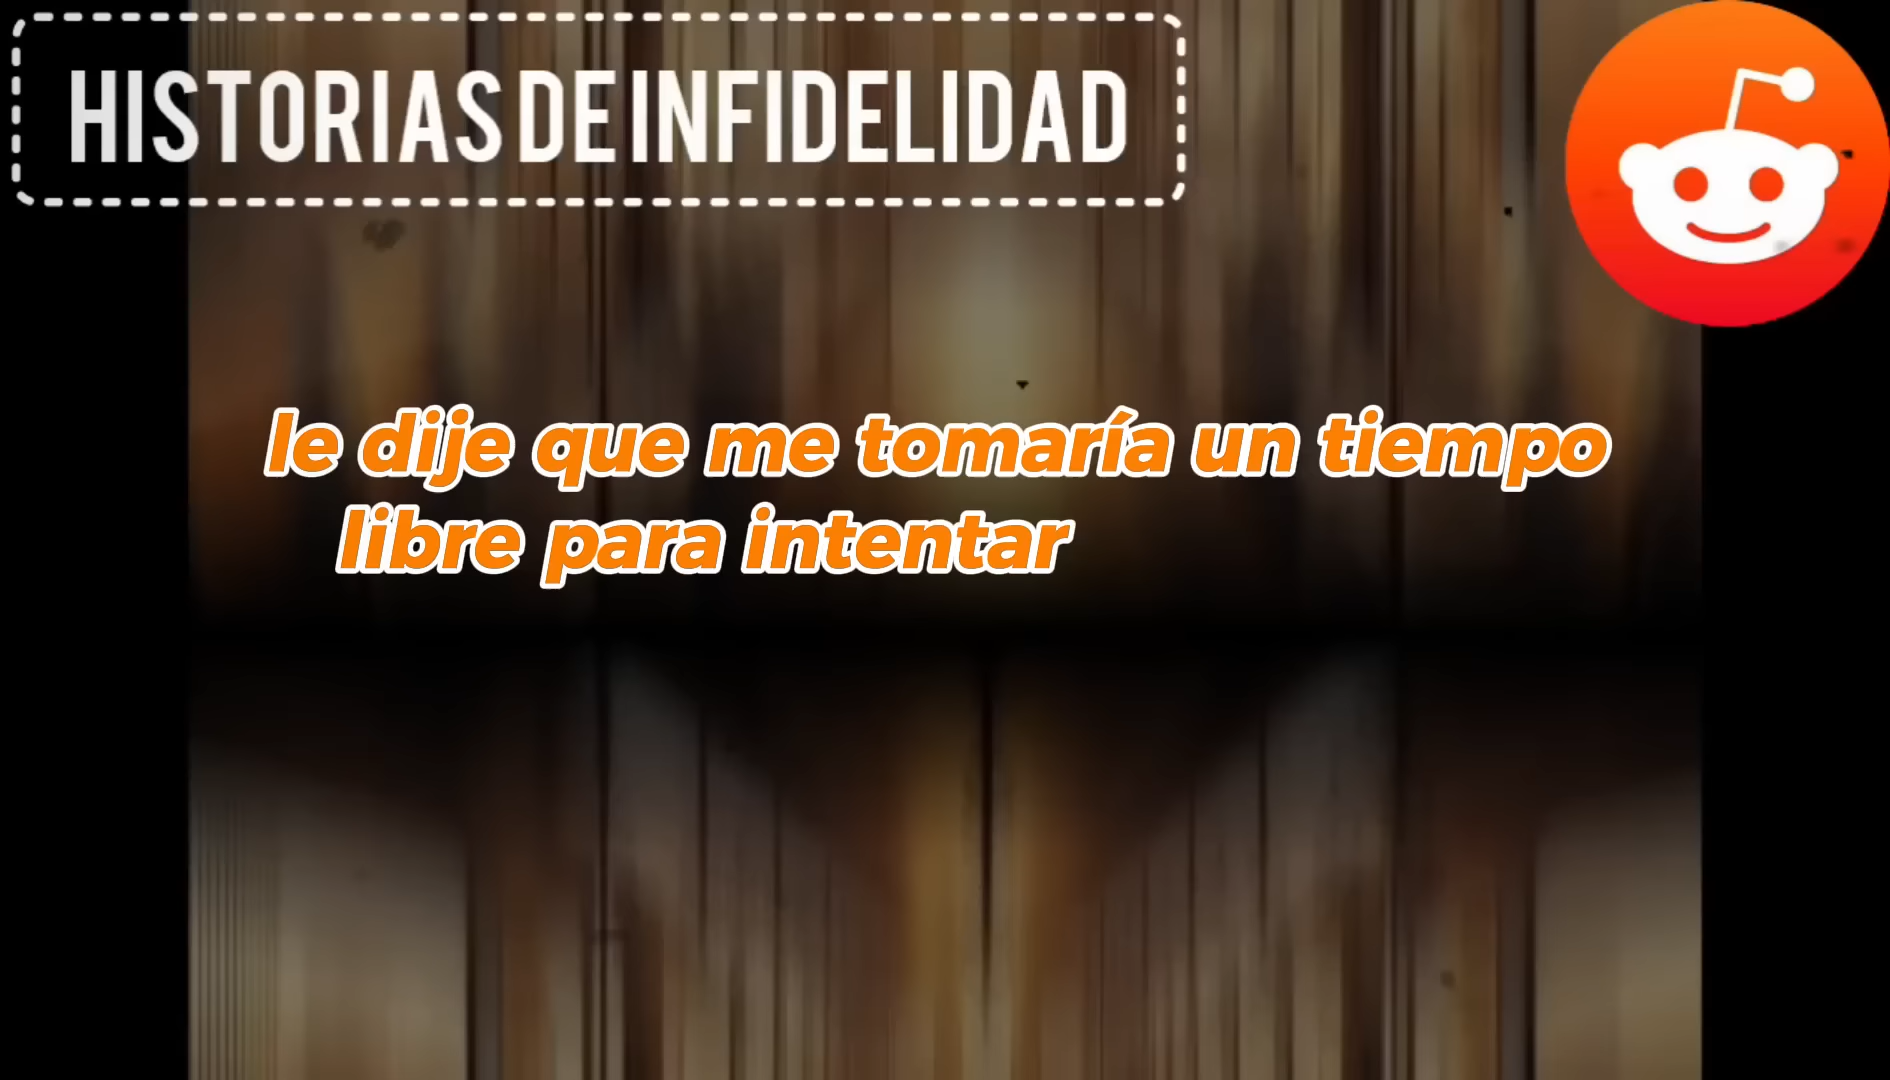 HISTORIAS DE INFIDELIDAD
le dije que me tomaría un tiempo
libre para intentar